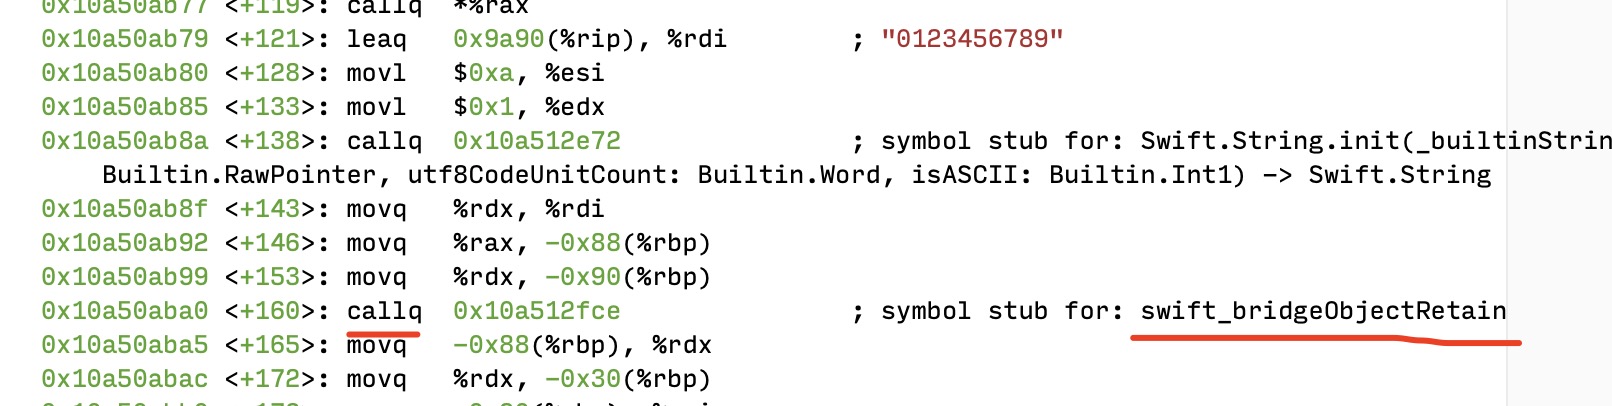 0x10a50ab77 <+119>: callq  *%rax
0x10a50ab79 <+121>: leaq   0x9a90(%rip), %rdi        ; "0123456789"
0x10a50ab80 <+128>: movl   $0xa, %esi
0x10a50ab85 <+133>: movl   $0x1, %edx
0x10a50ab8a <+138>: callq  0x10a512e72               ; symbol stub for: Swift.String.init(_builtinStrin
Builtin.RawPointer, utf8CodeUnitCount: Builtin.Word, isASCII: Builtin.Int1) -> Swift.String
0x10a50ab8f <+143>: movq   %rdx, %rdi
0x10a50ab92 <+146>: movq   %rax, -0x88(%rbp)
0x10a50ab99 <+153>: movq   %rdx, -0x90(%rbp)
0x10a50aba0 <+160>: callq  0x10a512fce               ; symbol stub for: swift_bridgeObjectRetain
0x10a50aba5 <+165>: movq   -0x88(%rbp), %rdx
0x10a50abac <+172>: movq   %rdx, -0x30(%rbp)